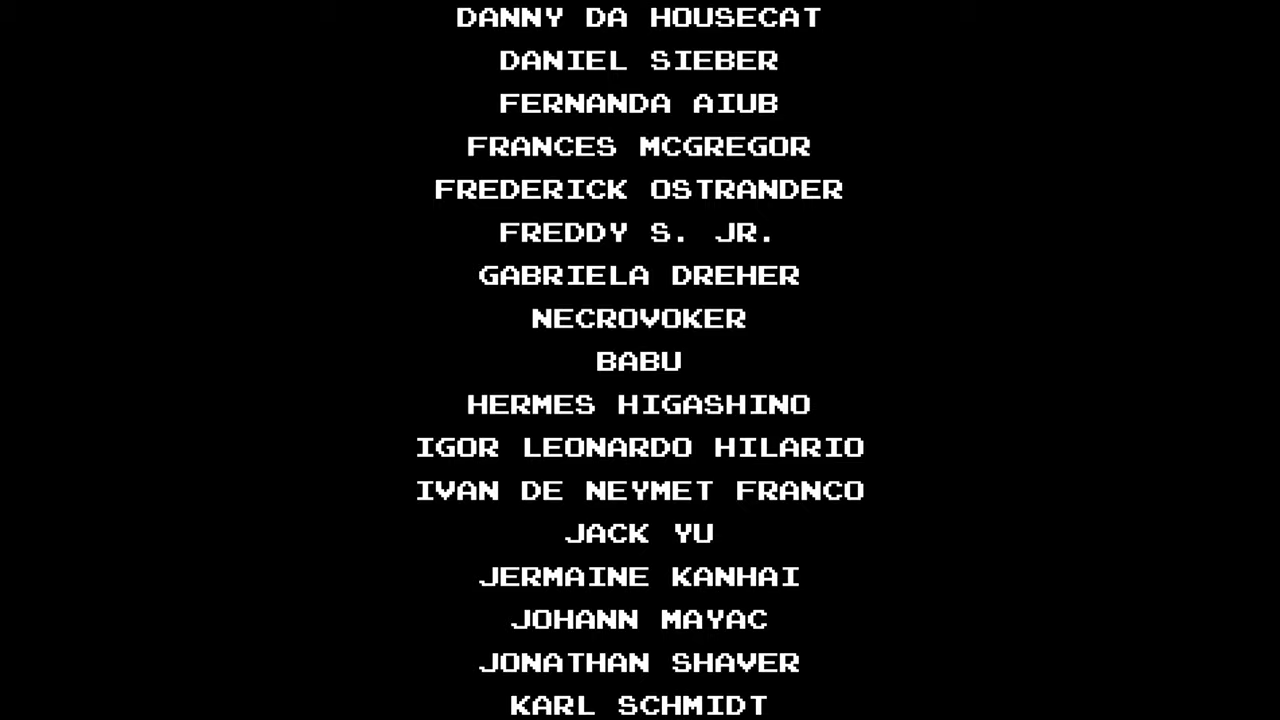 DANNY DA HOUSECAT
DANIEL SIEBER
FERNANDA AIUB
FRANCES MCGREGOR
FREDERICK OSTRANDER
FREDDY S. JR.
GABRIELA DREHER
NECROVOKER
BABU
HERMES HIGASHINO
IGOR LEONARDO HILARIO
IVAN DE NEYMET FRANCO
JACK YU
JERMAINE KANHAI
JOHANN MAYAC
JONATHAN SHAVER
KARL SCHMIDT